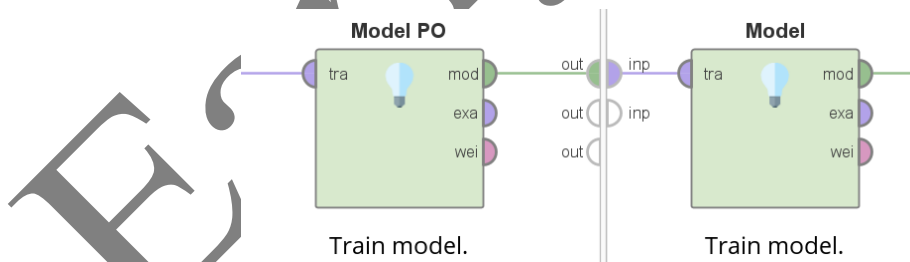 Model PO
Model
tra
mod
out
inp
tra
mod
exa
out
inp
exa
wei
out
wei
Train model.
Train model.
E